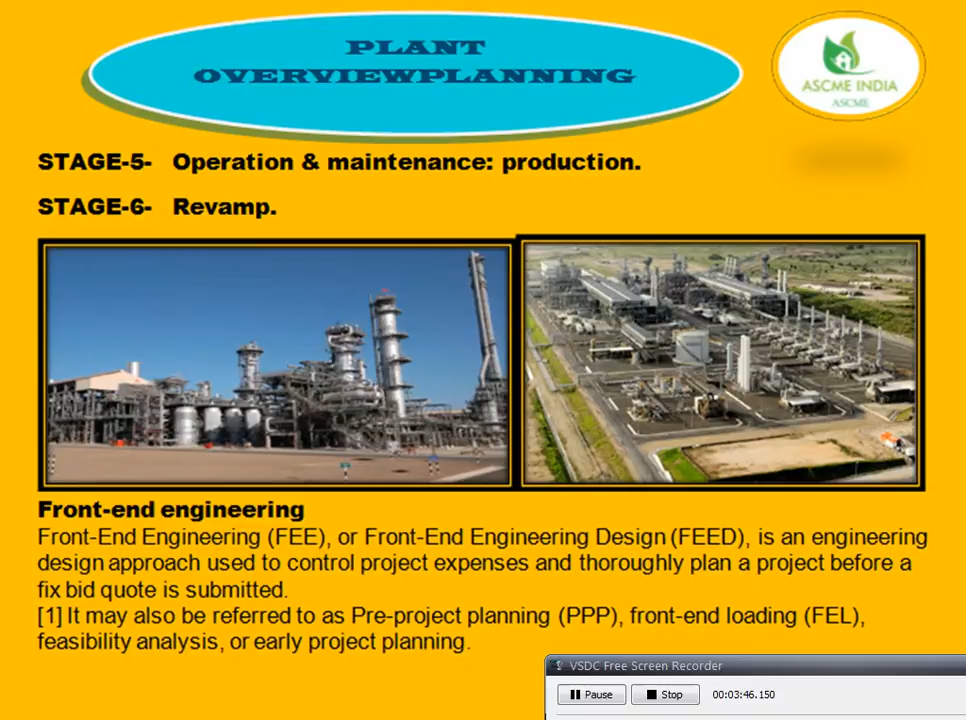 PLANT
OVERVIEWPLANNING
ASCME INDIA
ASCME
STAGE-5- Operation & maintenance: production.
STAGE-6- Revamp.
Front-end engineering
Front-End Engineering (FEE), or Front-End Engineering Design (FEED), is an engineering
design approach used to control project expenses and thoroughly plan a project before a
fix bid quote is submitted.
[1] It may also be referred to as Pre-project planning (PPP), front-end loading (FEL),
feasibility analysis, or early project planning.
VSDC Free Screen Recorder
Pause Stop 00:03:46.150